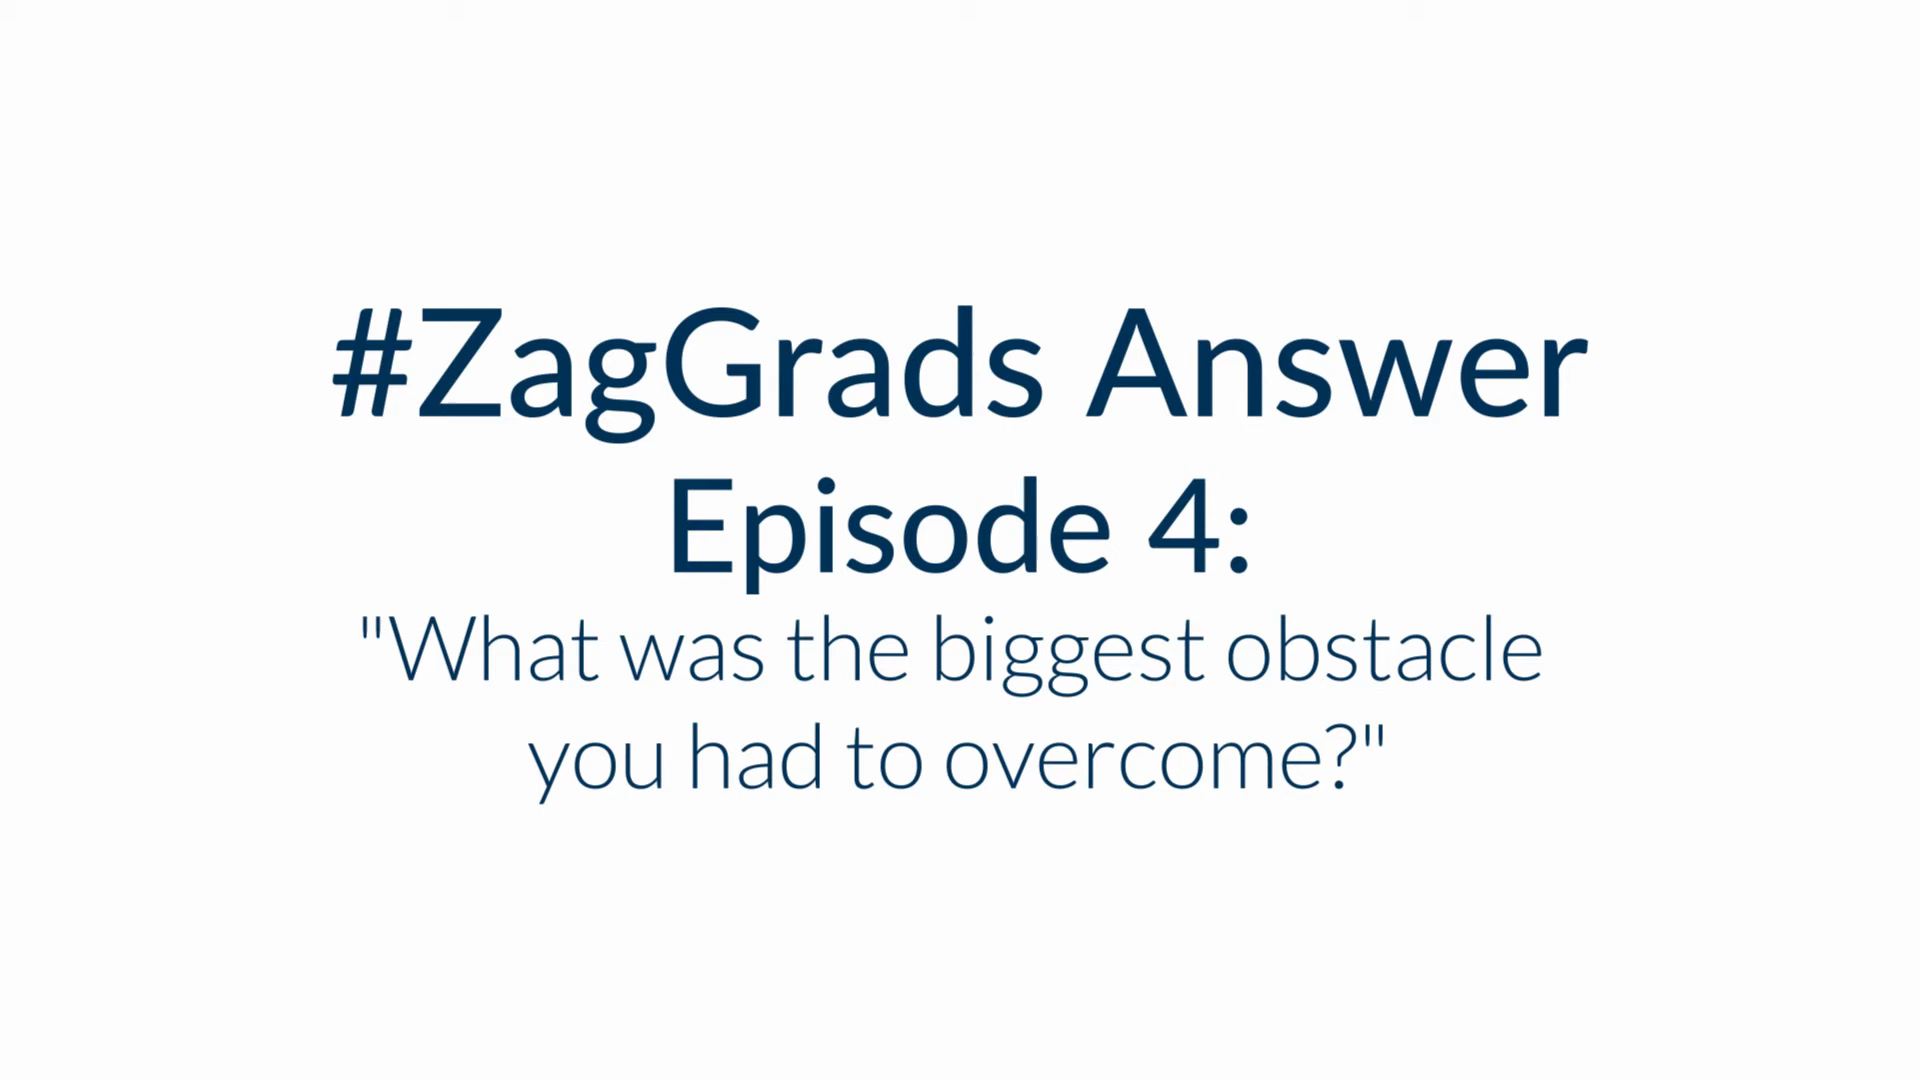 #ZagGrads Answer
Episode 4:
"What was the biggest obstacle
you had to overcome?"